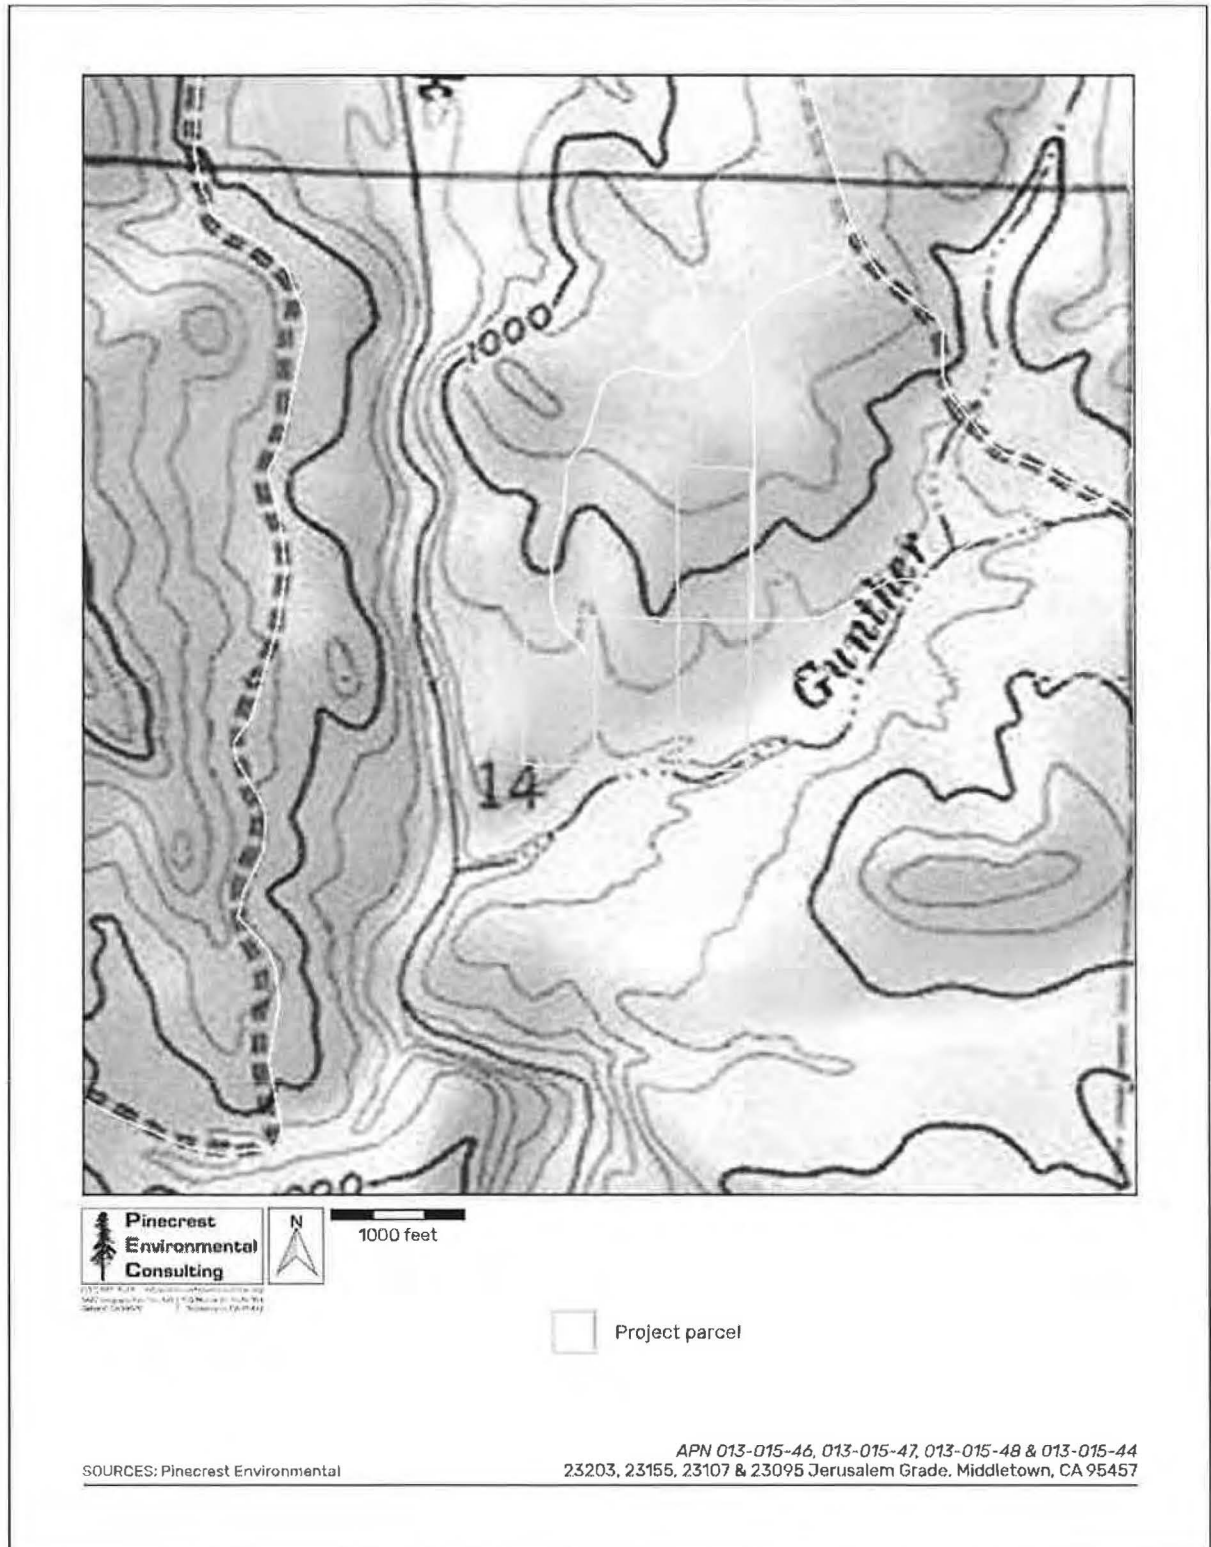 1000
Gunther
14
Pinecrest
Environmental
Consulting
N
1000 feet
Project parcel
APN 013-015-46, 013-015-47, 013-015-48 & 013-015-44
SOURCES: Pinecrest Environmental
23203, 23155, 23107 & 23095 Jerusalem Grade, Middletown, CA 95457